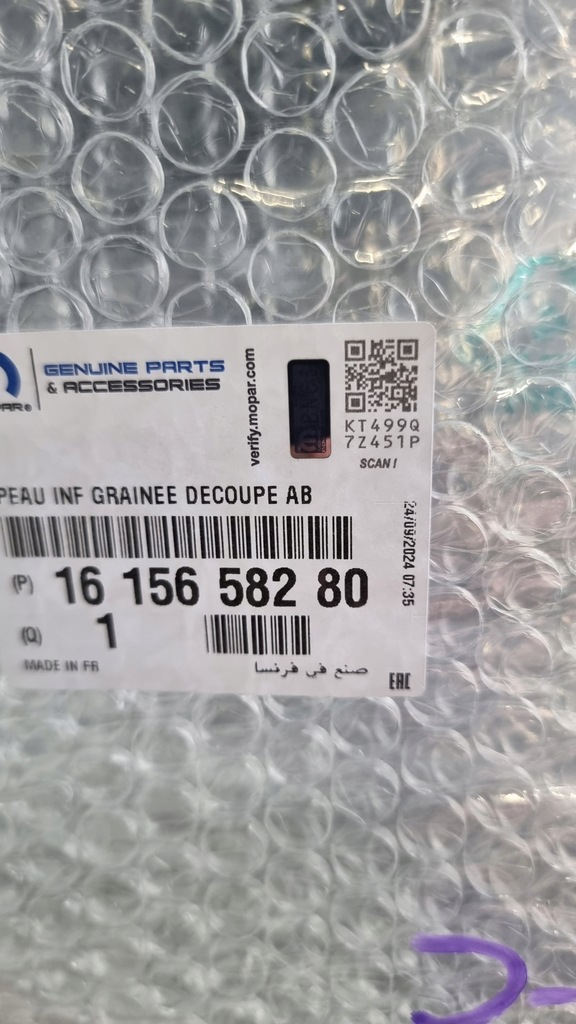 GENUINE PARTS
& ACCESSORIES
PAR®
verify.mopar.com
KT499Q
7Z451P
SCAN!
PEAU INF GRAINEE DECOUPE AB
24/09/2024 07:35
(P) 16 156 582 80
(Q) 1
MADE IN FR
صنع في فرنسا
EAC